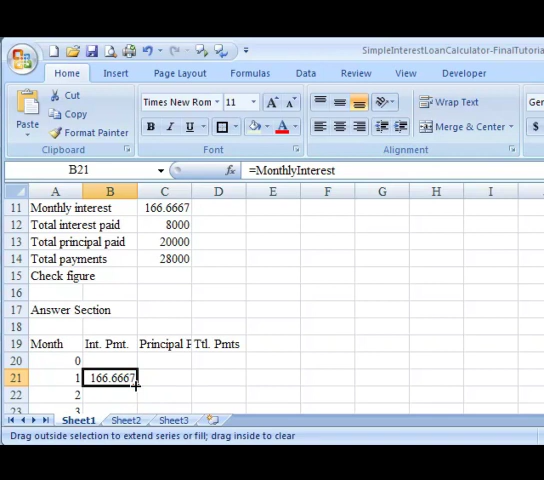 SimpleInterestLoanCalculator-FinalTutoria
Home Insert Page Layout Formulas Data Review View Developer
Paste
Cut
Copy
Format Painter
Clipboard
Times New Rom 11 A A
B I U A
Font
Wrap Text
Merge & Center
Alignment
Gen
$
B21 fx =MonthlyInterest
A B C D E F G H I
11 Monthly interest 166.6667
12 Total interest paid 8000
13 Total principal paid 20000
14 Total payments 28000
15 Check figure
16
17 Answer Section
18
19 Month Int. Pmt. Principal P Ttl. Pmts
20 0
21 1 166.6667
22 2
23 3
Sheet1 Sheet2 Sheet3
Drag outside selection to extend series or fill; drag inside to clear